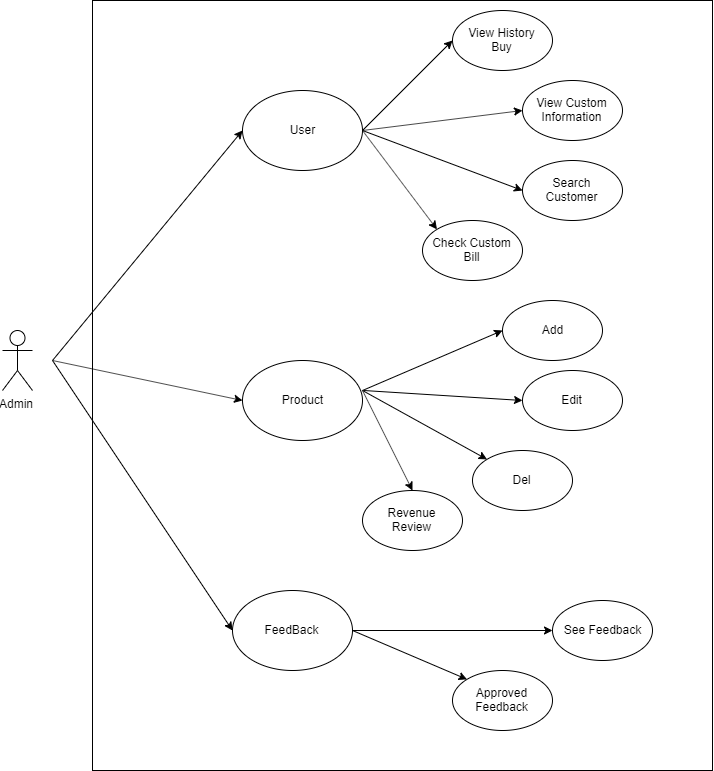 View History
Buy
View Custom
Information
User
Search
Customer
Check Custom
Bill
Add
Admin
Product
Edit
Del
Revenue
Review
FeedBack
See Feedback
Approved
Feedback